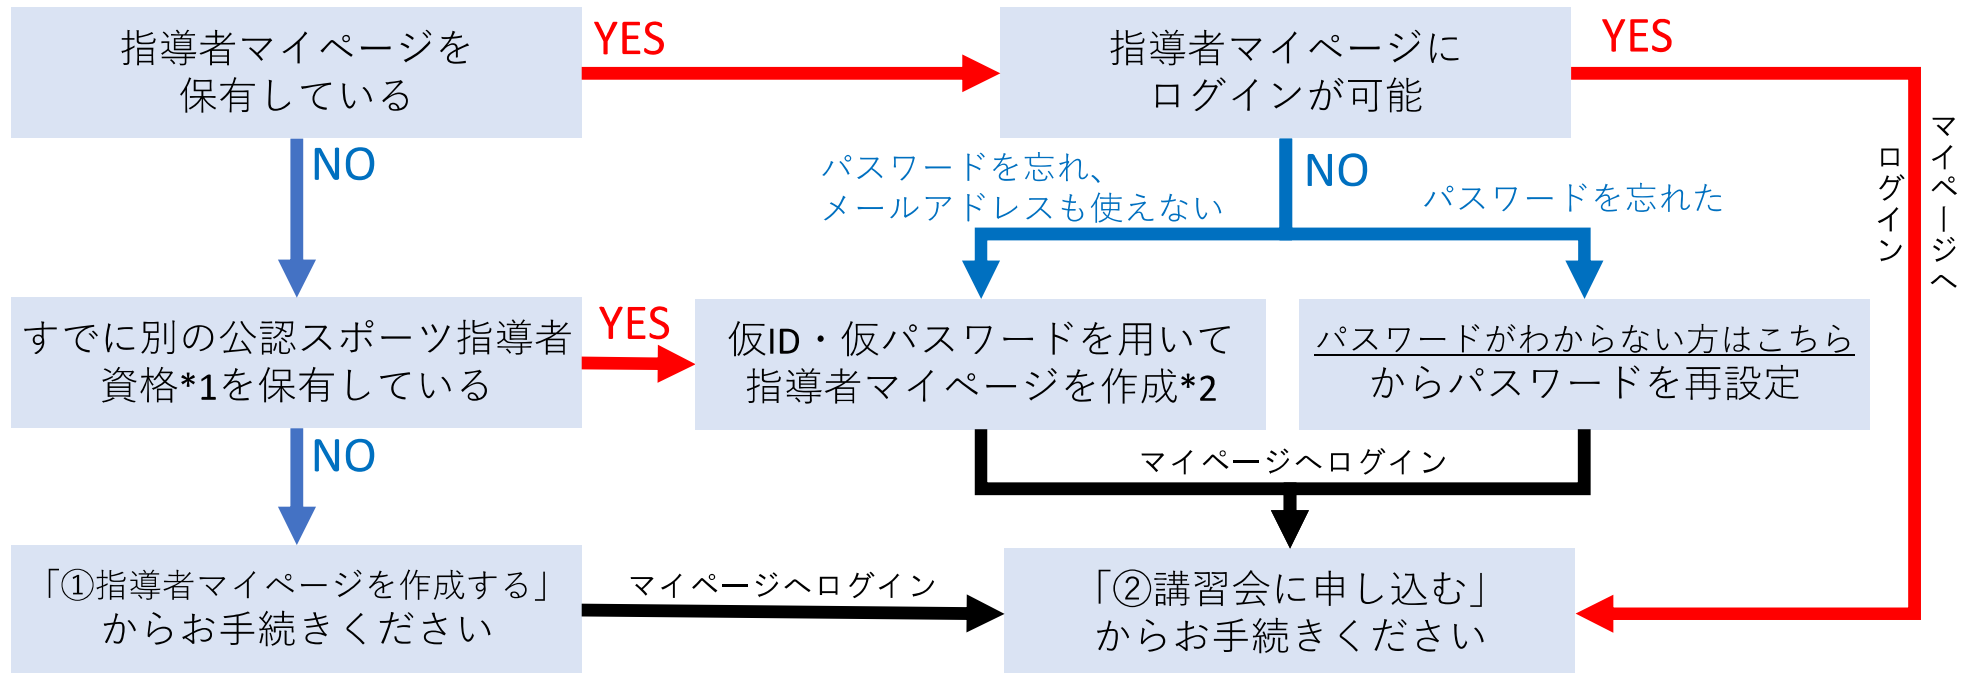 指導者マイページを
保有している
YES
指導者マイページに
ログインが可能
YES
マイページへ
ログイン
NO
パスワードを忘れ、
メールアドレスも使えない
NO
パスワードを忘れた
すでに別の公認スポーツ指導者
資格*1を保有している
YES
仮ID・仮パスワードを用いて
指導者マイページを作成*2
パスワードがわからない方はこちら
からパスワードを再設定
NO
マイページへログイン
「①指導者マイページを作成する」
からお手続きください
マイページへログイン
「②講習会に申し込む」
からお手続きください